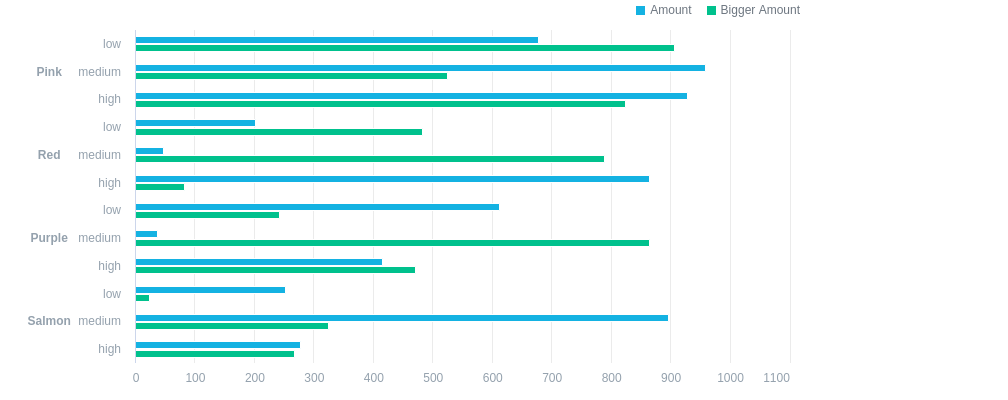 Amount Bigger Amount
low
Pink medium
high
low
Red medium
high
low
Purple medium
high
low
Salmon medium
high
0 100 200 300 400 500 600 700 800 900 1000 1100